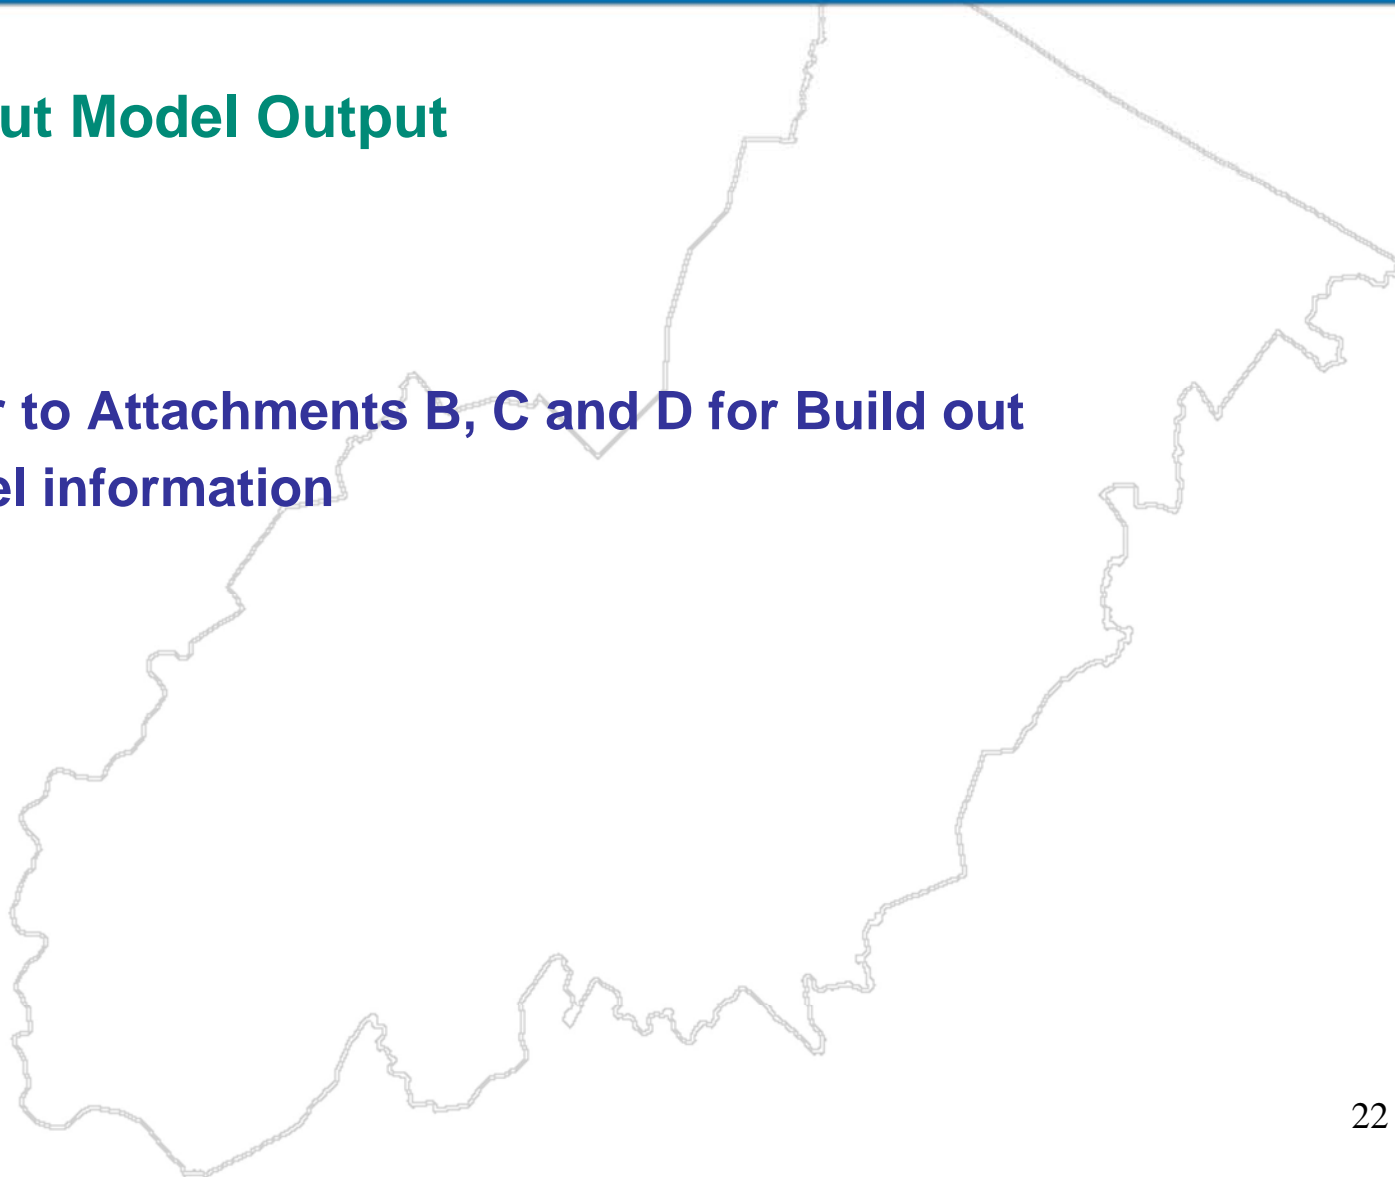 ut Model Output
r to Attachments B, C and D for Build out
el information
22